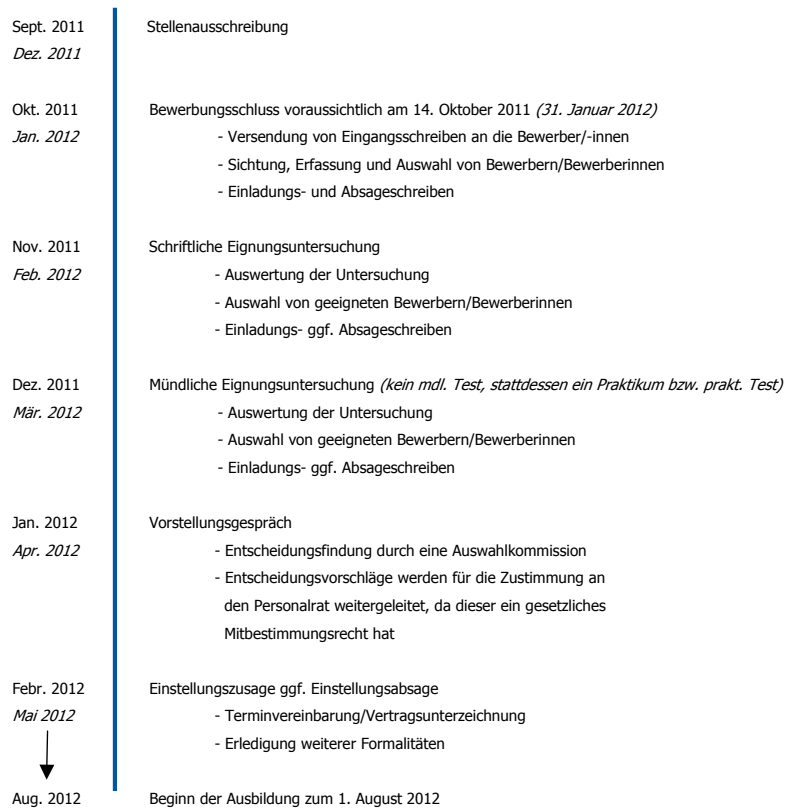 Sept. 2011 Stellenausschreibung
Dez. 2011
Okt. 2011 Bewerbungsschluss voraussichtlich am 14. Oktober 2011 (31. Januar 2012)
Jan. 2012 - Versendung von Eingangsschreiben an die Bewerber/-innen
- Sichtung, Erfassung und Auswahl von Bewerbern/Bewerberinnen
- Einladungs- und Absageschreiben
Nov. 2011 Schriftliche Eignungsuntersuchung
Feb. 2012 - Auswertung der Untersuchung
- Auswahl von geeigneten Bewerbern/Bewerberinnen
- Einladungs- ggf. Absageschreiben
Dez. 2011 Mündliche Eignungsuntersuchung (kein mdl. Test, stattdessen ein Praktikum bzw. prakt. Test)
Mär. 2012 - Auswertung der Untersuchung
- Auswahl von geeigneten Bewerbern/Bewerberinnen
- Einladungs- ggf. Absageschreiben
Jan. 2012 Vorstellungsgespräch
Apr. 2012 - Entscheidungsfindung durch eine Auswahlkommission
- Entscheidungsvorschläge werden für die Zustimmung an
den Personalrat weitergeleitet, da dieser ein gesetzliches
Mitbestimmungsrecht hat
Febr. 2012 Einstellungszusage ggf. Einstellungsabsage
Mai 2012 - Terminvereinbarung/Vertragsunterzeichnung
- Erledigung weiterer Formalitäten
Aug. 2012 Beginn der Ausbildung zum 1. August 2012